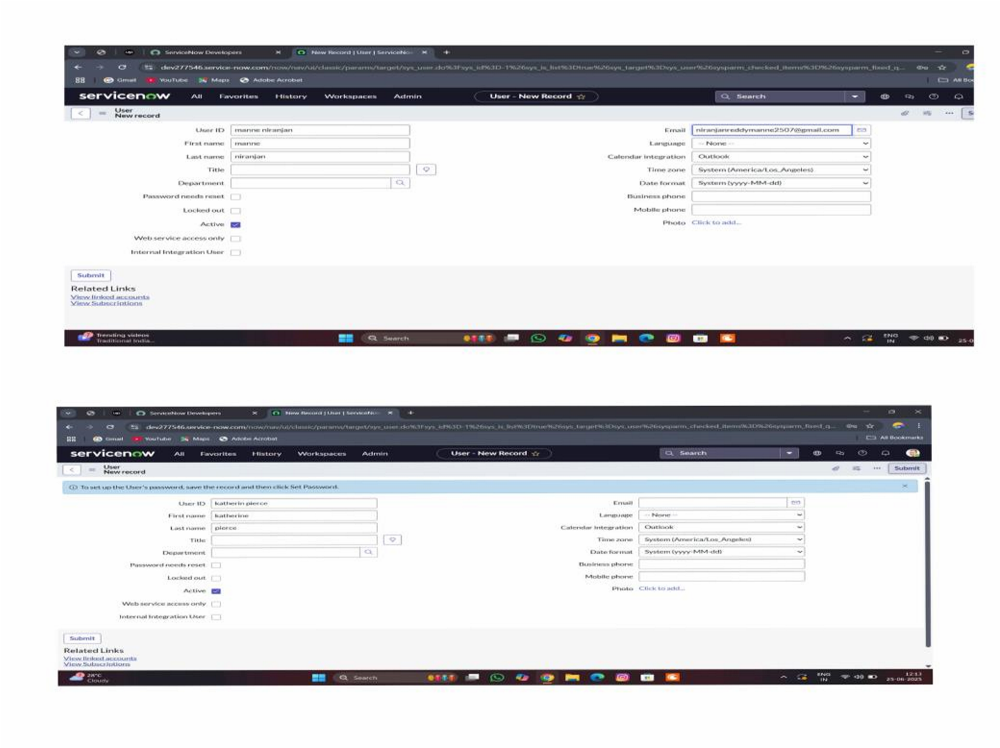 ServiceNow Developers
New Record | User | ServiceNo
dev277546.service-now.com/now/nav/ui/classic/params/target/sys_user.do%3Fsys_id%3D-1%26sys_is_list%3Dtrue%26sys_target%3Dsys_user%26sysparm_checked_items%3D%26sysparm_fixed_q...
Gmail YouTube Maps Adobe Acrobat All Bo
servicenow All Favorites History Workspaces Admin User - New Record Search
User
New record
User ID manne niranjan
First name manne
Last name niranjan
Title
Department
Password needs reset
Locked out
Active
Web service access only
Internal Integration User
Email niranjanreddymanne2507@gmail.com
Language -- None --
Calendar integration Outlook
Time zone System (America/Los_Angeles)
Date format System (yyyy-MM-dd)
Business phone
Mobile phone
Photo Click to add...
Submit
Related Links
View linked accounts
View Subscriptions
Trending videos
Traditional India...
Search
ENG
IN
25-0
ServiceNow Developers
New Record | User | ServiceNo
dev277546.service-now.com/now/nav/ui/classic/params/target/sys_user.do%3Fsys_id%3D-1%26sys_is_list%3Dtrue%26sys_target%3Dsys_user%26sysparm_checked_items%3D%26sysparm_fixed_q...
Gmail YouTube Maps Adobe Acrobat All Bookmarks
servicenow All Favorites History Workspaces Admin User - New Record Search
User
New record
Submit
To set up the User's password, save the record and then click Set Password.
User ID katherin pierce
First name katherine
Last name pierce
Title
Department
Password needs reset
Locked out
Active
Web service access only
Internal Integration User
Email
Language -- None --
Calendar integration Outlook
Time zone System (America/Los_Angeles)
Date format System (yyyy-MM-dd)
Business phone
Mobile phone
Photo Click to add...
Submit
Related Links
View linked accounts
View Subscriptions
28°C
Cloudy
Search
ENG
IN
12:13
25-06-2025